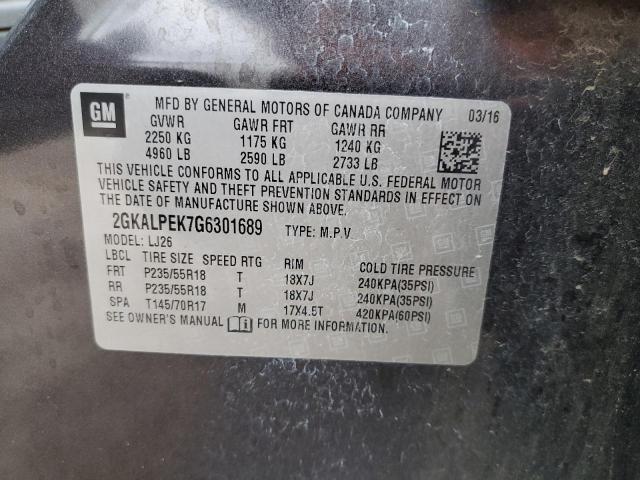 GM
MFD BY GENERAL MOTORS OF CANADA COMPANY 03/16
GVWR GAWR FRT GAWR RR
2250 KG 1175 KG 1240 KG
4960 LB 2590 LB 2733 LB
THIS VEHICLE CONFORMS TO ALL APPLICABLE U.S. FEDERAL MOTOR
VEHICLE SAFETY AND THEFT PREVENTION STANDARDS IN EFFECT ON
THE DATE OF MANUFACTURE SHOWN ABOVE.
2GKALPEK7G6301689 TYPE: M.P.V
MODEL: LJ26
LBCL TIRE SIZE SPEED RTG RIM COLD TIRE PRESSURE
FRT P235/55R18 T 18X7J 240KPA(35PSI)
RR P235/55R18 T 18X7J 240KPA(35PSI)
SPA T145/70R17 M 17X4.5T 420KPA(60PSI)
SEE OWNER'S MANUAL i FOR MORE INFORMATION.